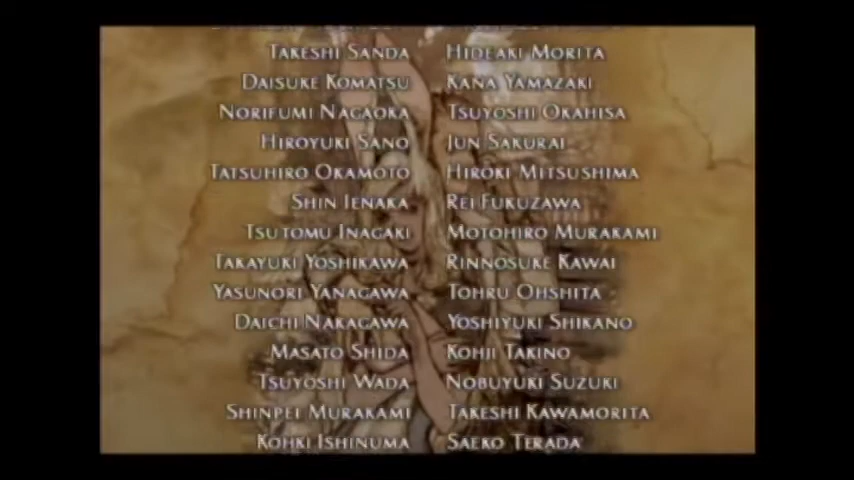 TAKESHI SANDA HIDEAKI MORITA
DAISUKE KOMATSU KANA YAMAZAKI
NORIFUMI NAGAOKA TSUYOSHI OKAHISA
HIROYUKI SANO JUN SAKURAI
TATSUHIRO OKAMOTO HIROKI MITSUSHIMA
SHIN IENAKA REI FUKUZAWA
TSUTOMU INAGAKI MOTOHIRO MURAKAMI
TAKAYUKI YOSHIKAWA RINNOSUKE KAWAI
YASUNORI YANAGAWA TOHRU OHSHITA
DAICHI NAKAGAWA YOSHIYUKI SHIKANO
MASATO SHIDA KOHJI TAKINO
TSUYOSHI WADA NOBUYUKI SUZUKI
SHINPEI MURAKAMI TAKESHI KAWAMORITA
KOHKI ISHINUMA SAEKO TERADA